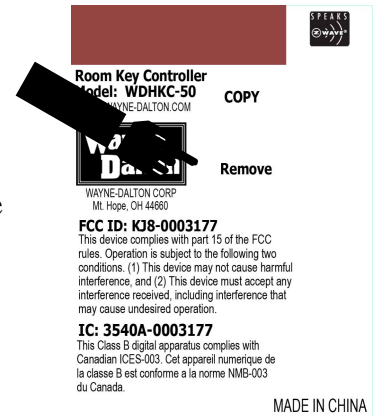 SPEAKS
Z WAVE®
Room Key Controller
Model: WDHKC-50
COPY
WAYNE-DALTON.COM
Remove
WAYNE-DALTON CORP
Mt. Hope, OH 44660
e
FCC ID: KJ8-0003177
This device complies with part 15 of the FCC
rules. Operation is subject to the following two
conditions. (1) This device may not cause harmful
interference, and (2) This device must accept any
interference received, including interference that
may cause undesired operation.
IC: 3540A-0003177
This Class B digital apparatus complies with
Canadian ICES-003. Cet appareil numerique de
la classe B est conforme a la norme NMB-003
du Canada.
MADE IN CHINA